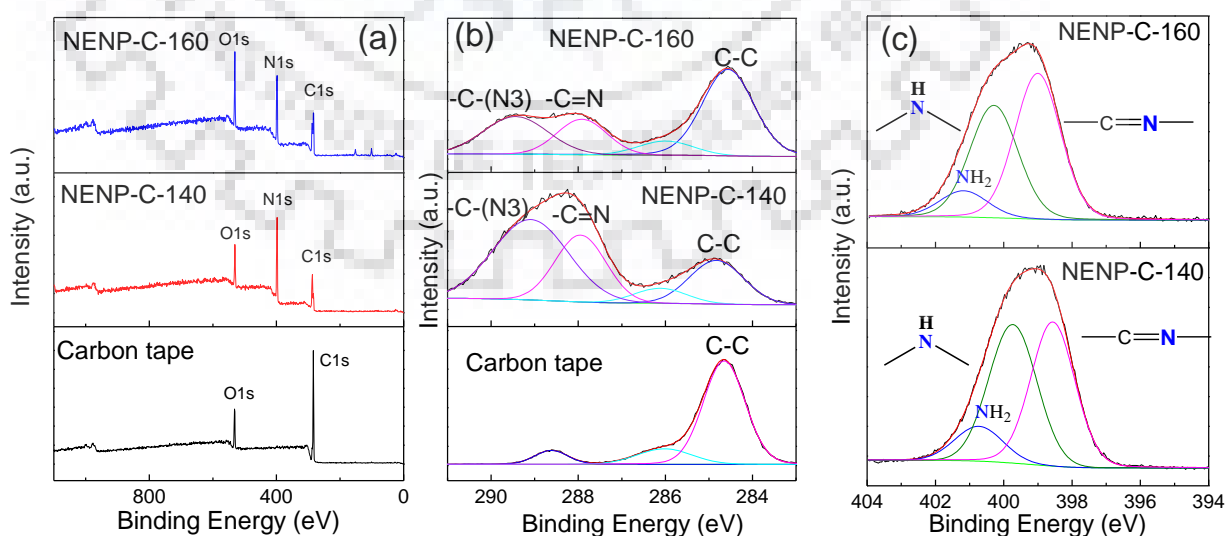 (a)
NENP-C-160
O1s
N1s
C1s
NENP-C-140
N1s
O1s
C1s
Carbon tape
C1s
O1s
Intensity (a.u.)
800
400
0
Binding Energy (eV)
(b)
NENP-C-160
C-C
-C-(N3)
-C=N
NENP-C-140
-C-(N3)
-C=N
C-C
Carbon tape
C-C
Intensity (a.u.)
290
288
286
284
Binding Energy (eV)
(c)
NENP-C-160
H
N
C=N
NH2
NENP-C-140
H
N
C=N
NH2
Intensity (a.u.)
404
402
400
398
396
394
Binding Energy (eV)